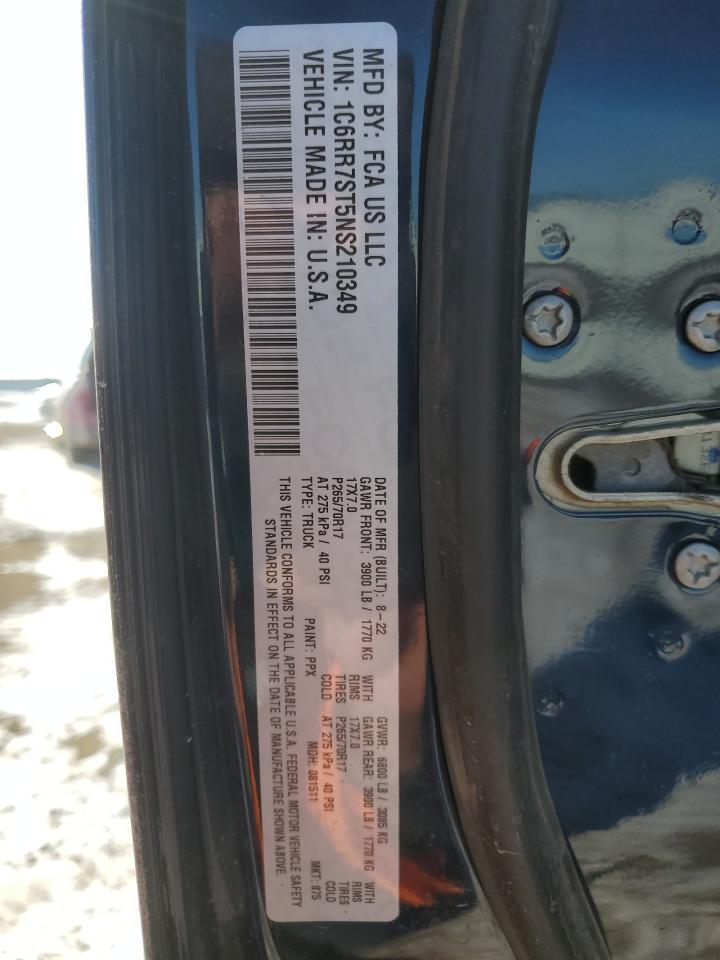 MFD BY: FCA US LLC
VIN: 1C6RR7ST5NS210349
VEHICLE MADE IN: U.S.A.
DATE OF MFR (BUILT): 8-22 GVWR: 6800 LB / 3085 KG
GAWR FRONT: 3900 LB / 1770 KG WITH GAWR REAR: 3900 LB / 1770 KG WITH
17X7.0 RIMS 17X7.0 RIMS
P265/70R17 TIRES P265/70R17 TIRES
AT 275 kPa / 40 PSI COLD AT 275 kPa / 40 PSI COLD
TYPE: TRUCK PAINT: PPX MDH: 081511 MKT: 875
THIS VEHICLE CONFORMS TO ALL APPLICABLE U.S.A. FEDERAL MOTOR VEHICLE SAFETY
STANDARDS IN EFFECT ON THE DATE OF MANUFACTURE SHOWN ABOVE.